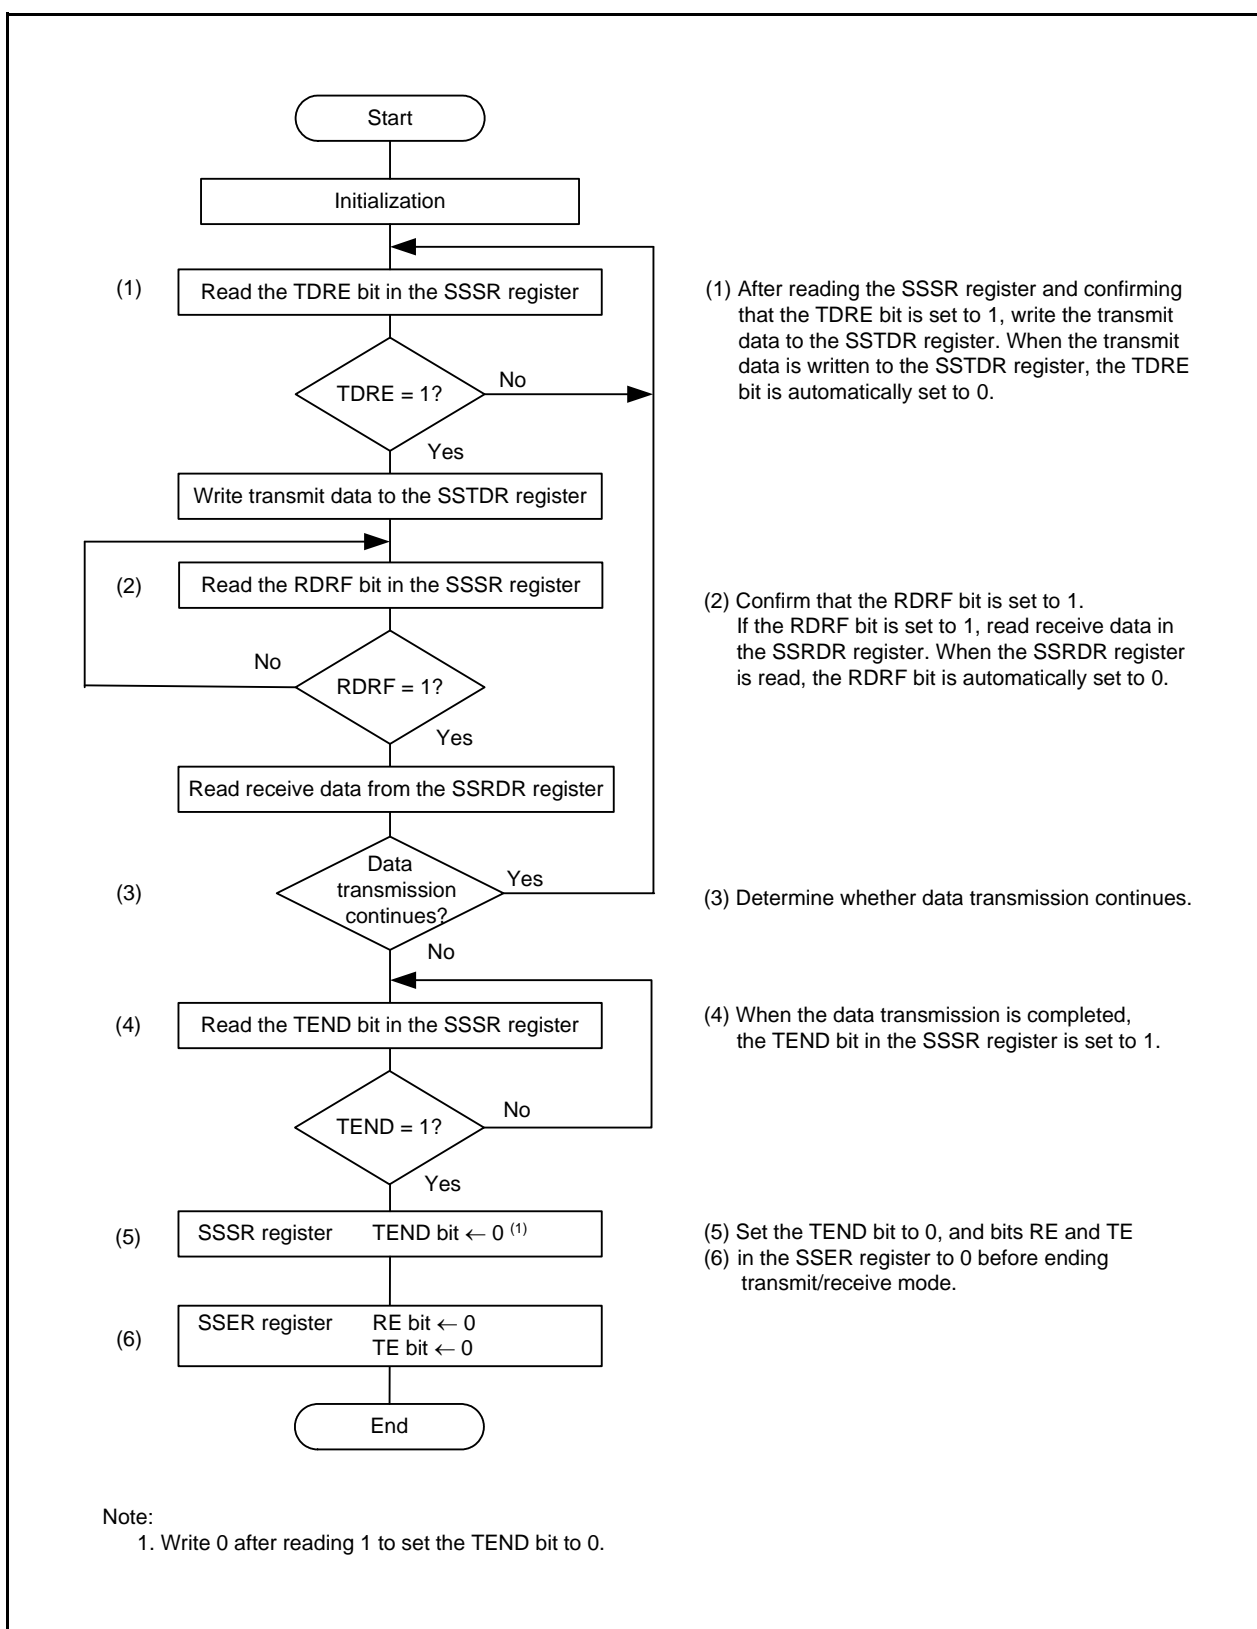 Start
Initialization
(1)
Read the TDRE bit in the SSSR register
(1) After reading the SSSR register and confirming
that the TDRE bit is set to 1, write the transmit
data to the SSTDR register. When the transmit
data is written to the SSTDR register, the TDRE
bit is automatically set to 0.
TDRE = 1?
No
Yes
Write transmit data to the SSTDR register
(2)
Read the RDRF bit in the SSSR register
(2) Confirm that the RDRF bit is set to 1.
If the RDRF bit is set to 1, read receive data in
the SSRDR register. When the SSRDR register
is read, the RDRF bit is automatically set to 0.
No
RDRF = 1?
Yes
Read receive data from the SSRDR register
(3)
Data
transmission
continues?
Yes
(3) Determine whether data transmission continues.
No
(4)
Read the TEND bit in the SSSR register
(4) When the data transmission is completed,
the TEND bit in the SSSR register is set to 1.
TEND = 1?
No
Yes
(5)
SSSR register TEND bit ← 0 (1)
(5) Set the TEND bit to 0, and bits RE and TE
(6) in the SSER register to 0 before ending
transmit/receive mode.
(6)
SSER register RE bit ← 0
TE bit ← 0
End
Note:
1. Write 0 after reading 1 to set the TEND bit to 0.